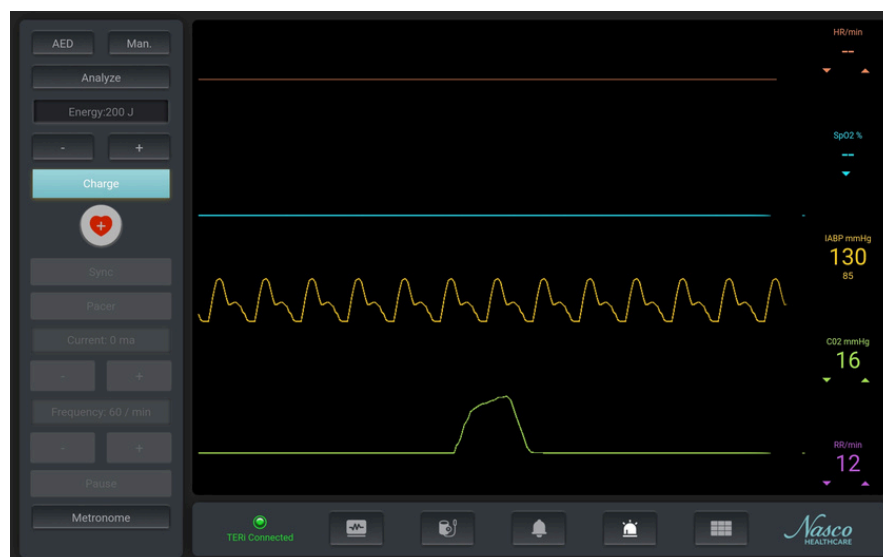 AED Man.
Analyze
Energy:200 J
- +
Charge
Sync
Pacer
Current: 0 ma
- +
Frequency: 60 / min
- +
Pause
Metronome
HR/min
--
SpO2 %
--
IABP mmHg
130
85
CO2 mmHg
16
RR/min
12
TERi Connected
Nasco
HEALTHCARE